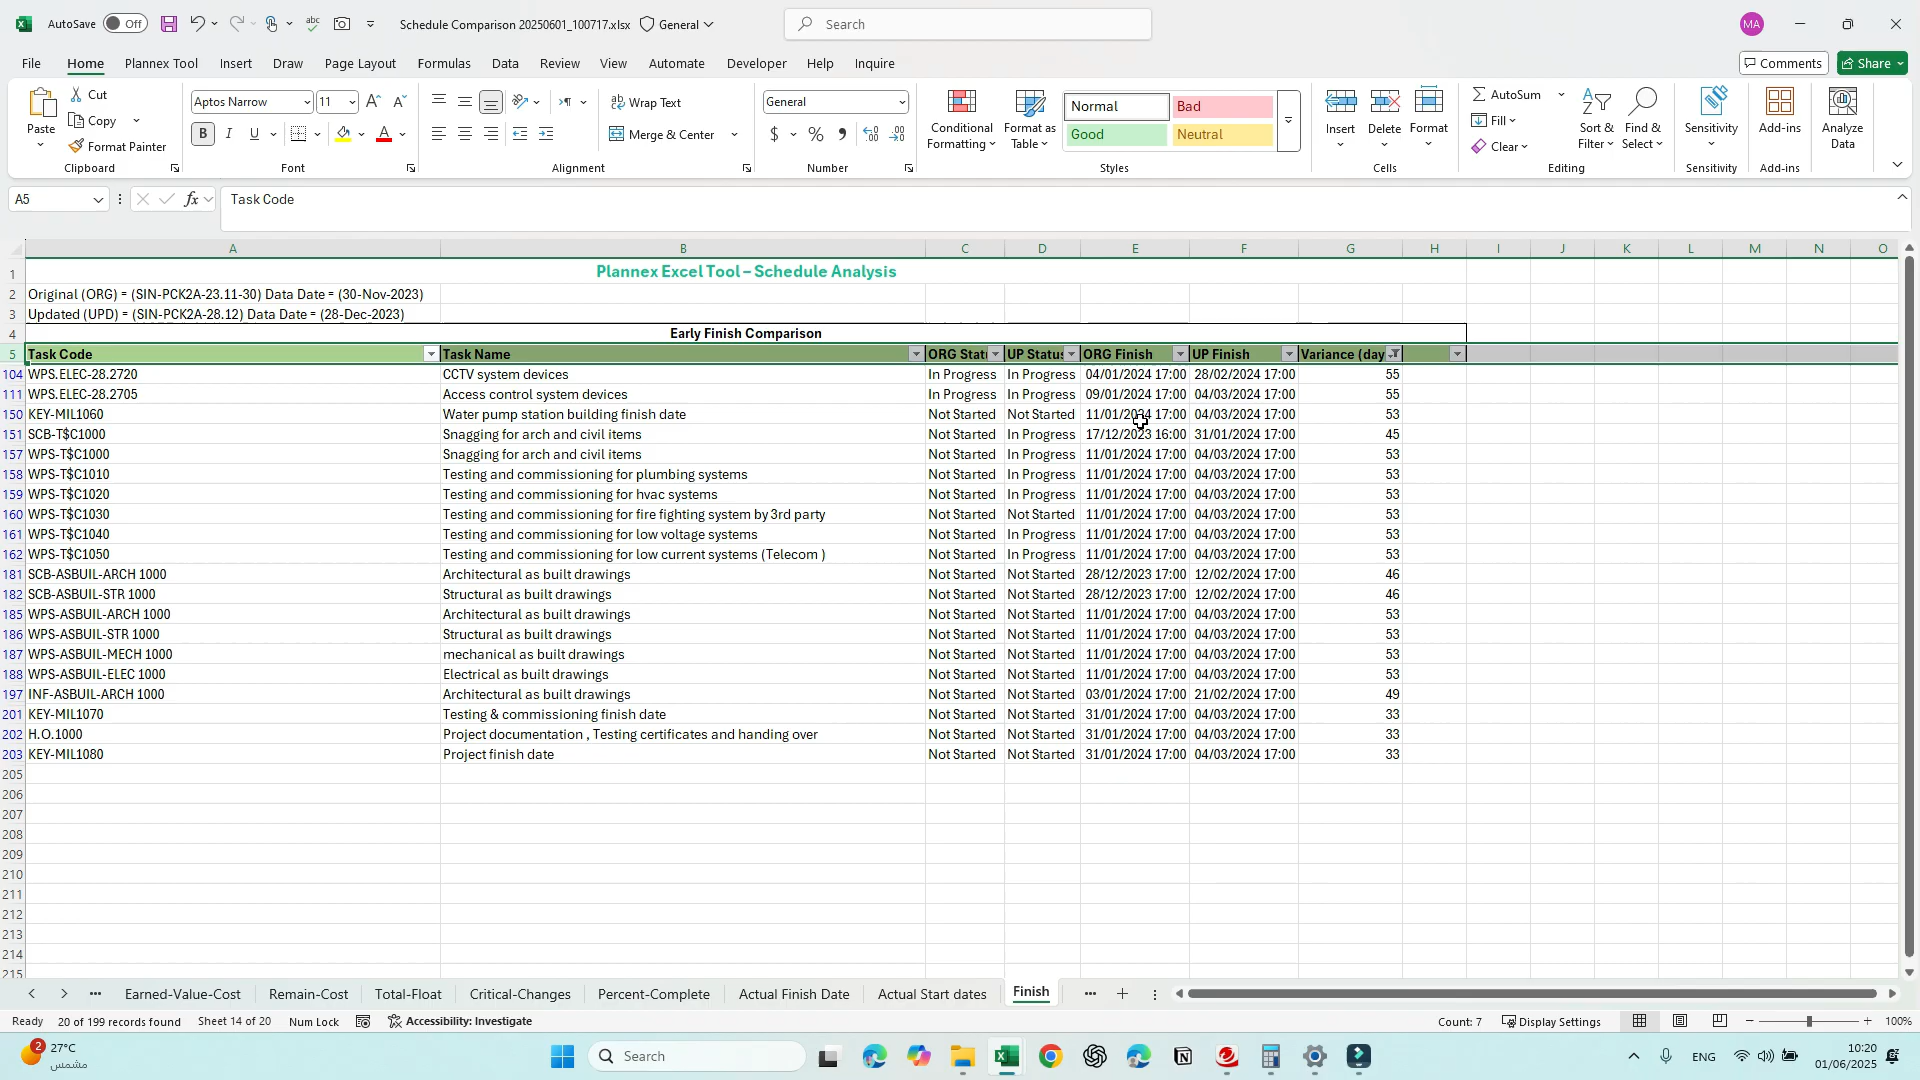 AutoSave Off Schedule Comparison 20250601_100717.xlsx General Search MA
File Home Plannex Tool Insert Draw Page Layout Formulas Data Review View Automate Developer Help Inquire Comments Share
Paste Cut Copy Format Painter Clipboard
Aptos Narrow 11 B I U Font
Wrap Text Merge & Center Alignment
General $ % Number
Conditional Formatting Format as Table Normal Bad Good Neutral Styles
Insert Delete Format Cells
AutoSum Fill Clear Sort & Filter Find & Select Editing
Sensitivity Sensitivity Add-ins Add-ins Analyze Data
A5 fx Task Code
A B C D E F G H I J K L M N O
1 Plannex Excel Tool – Schedule Analysis
2 Original (ORG) = (SIN-PCK2A-23.11-30) Data Date = (30-Nov-2023)
3 Updated (UPD) = (SIN-PCK2A-28.12) Data Date = (28-Dec-2023)
4 Early Finish Comparison
5 Task Code Task Name ORG Stat UP Status ORG Finish UP Finish Variance (day
104 WPS.ELEC-28.2720 CCTV system devices In Progress In Progress 04/01/2024 17:00 28/02/2024 17:00 55
111 WPS.ELEC-28.2705 Access control system devices In Progress In Progress 09/01/2024 17:00 04/03/2024 17:00 55
150 KEY-MIL1060 Water pump station building finish date Not Started Not Started 11/01/2024 17:00 04/03/2024 17:00 53
151 SCB-T$C1000 Snagging for arch and civil items Not Started In Progress 17/12/2023 16:00 31/01/2024 17:00 45
157 WPS-T$C1000 Snagging for arch and civil items Not Started In Progress 11/01/2024 17:00 04/03/2024 17:00 53
158 WPS-T$C1010 Testing and commissioning for plumbing systems Not Started In Progress 11/01/2024 17:00 04/03/2024 17:00 53
159 WPS-T$C1020 Testing and commissioning for hvac systems Not Started In Progress 11/01/2024 17:00 04/03/2024 17:00 53
160 WPS-T$C1030 Testing and commissioning for fire fighting system by 3rd party Not Started Not Started 11/01/2024 17:00 04/03/2024 17:00 53
161 WPS-T$C1040 Testing and commissioning for low voltage systems Not Started In Progress 11/01/2024 17:00 04/03/2024 17:00 53
162 WPS-T$C1050 Testing and commissioning for low current systems (Telecom ) Not Started In Progress 11/01/2024 17:00 04/03/2024 17:00 53
181 SCB-ASBUIL-ARCH 1000 Architectural as built drawings Not Started Not Started 28/12/2023 17:00 12/02/2024 17:00 46
182 SCB-ASBUIL-STR 1000 Structural as built drawings Not Started Not Started 28/12/2023 17:00 12/02/2024 17:00 46
185 WPS-ASBUIL-ARCH 1000 Architectural as built drawings Not Started Not Started 11/01/2024 17:00 04/03/2024 17:00 53
186 WPS-ASBUIL-STR 1000 Structural as built drawings Not Started Not Started 11/01/2024 17:00 04/03/2024 17:00 53
187 WPS-ASBUIL-MECH 1000 mechanical as built drawings Not Started Not Started 11/01/2024 17:00 04/03/2024 17:00 53
188 WPS-ASBUIL-ELEC 1000 Electrical as built drawings Not Started Not Started 11/01/2024 17:00 04/03/2024 17:00 53
197 INF-ASBUIL-ARCH 1000 Architectural as built drawings Not Started Not Started 03/01/2024 17:00 21/02/2024 17:00 49
201 KEY-MIL1070 Testing & commissioning finish date Not Started Not Started 31/01/2024 17:00 04/03/2024 17:00 33
202 H.O.1000 Project documentation , Testing certificates and handing over Not Started Not Started 31/01/2024 17:00 04/03/2024 17:00 33
203 KEY-MIL1080 Project finish date Not Started Not Started 31/01/2024 17:00 04/03/2024 17:00 33
205
206
207
208
209
210
211
212
213
214
215
Earned-Value-Cost Remain-Cost Total-Float Critical-Changes Percent-Complete Actual Finish Date Actual Start dates Finish
Ready 20 of 199 records found Sheet 14 of 20 Num Lock Accessibility: Investigate Count: 7 Display Settings 100%
2 27°C مشمس Search ENG 10:20 01/06/2025